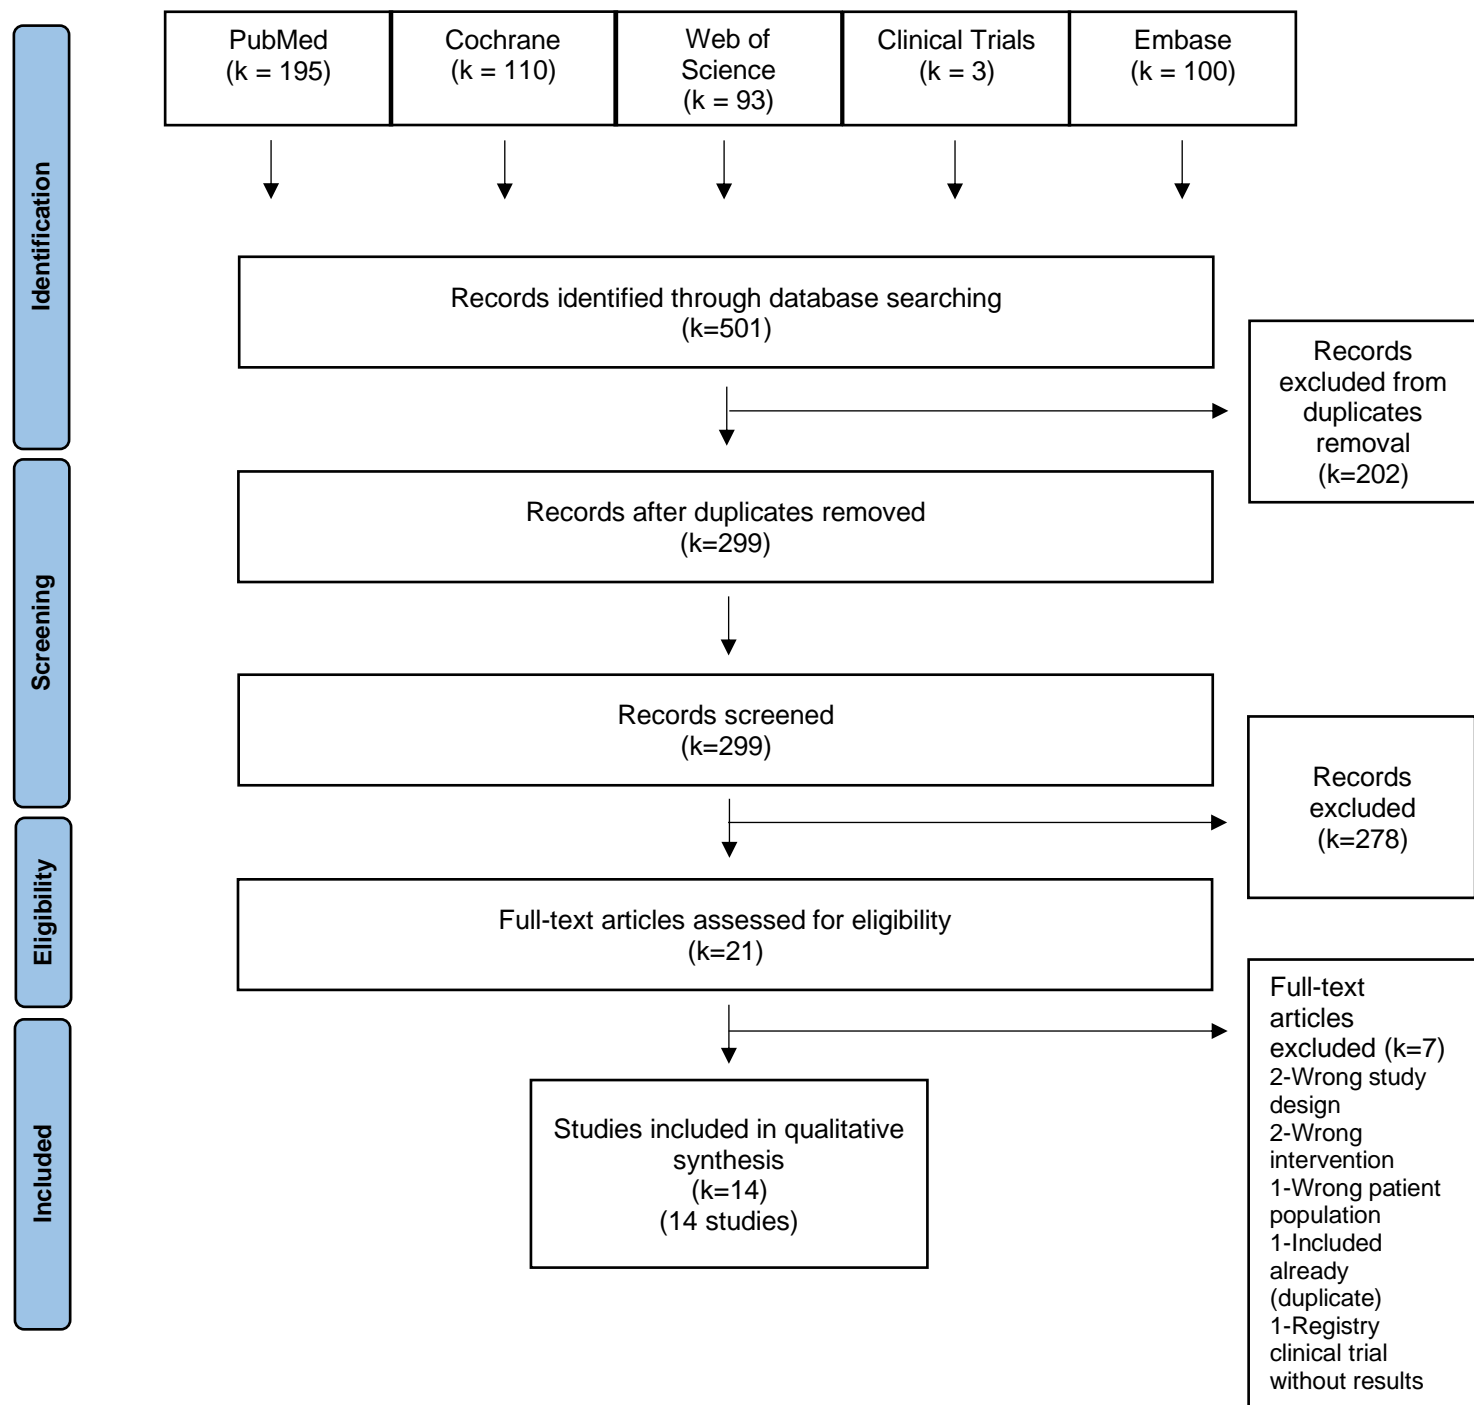 PubMed
(k = 195)
Cochrane
(k = 110)
Web of
Science
(k = 93)
Clinical Trials
(k = 3)
Embase
(k = 100)
Identification
Records identified through database searching
(k=501)
Records
excluded from
duplicates
removal
(k=202)
Screening
Records after duplicates removed
(k=299)
Records screened
(k=299)
Records
excluded
(k=278)
Eligibility
Full-text articles assessed for eligibility
(k=21)
Full-text
articles
excluded (k=7)
2-Wrong study
design
2-Wrong
intervention
1-Wrong patient
population
1-Included
already
(duplicate)
1-Registry
clinical trial
without results
Included
Studies included in qualitative
synthesis
(k=14)
(14 studies)